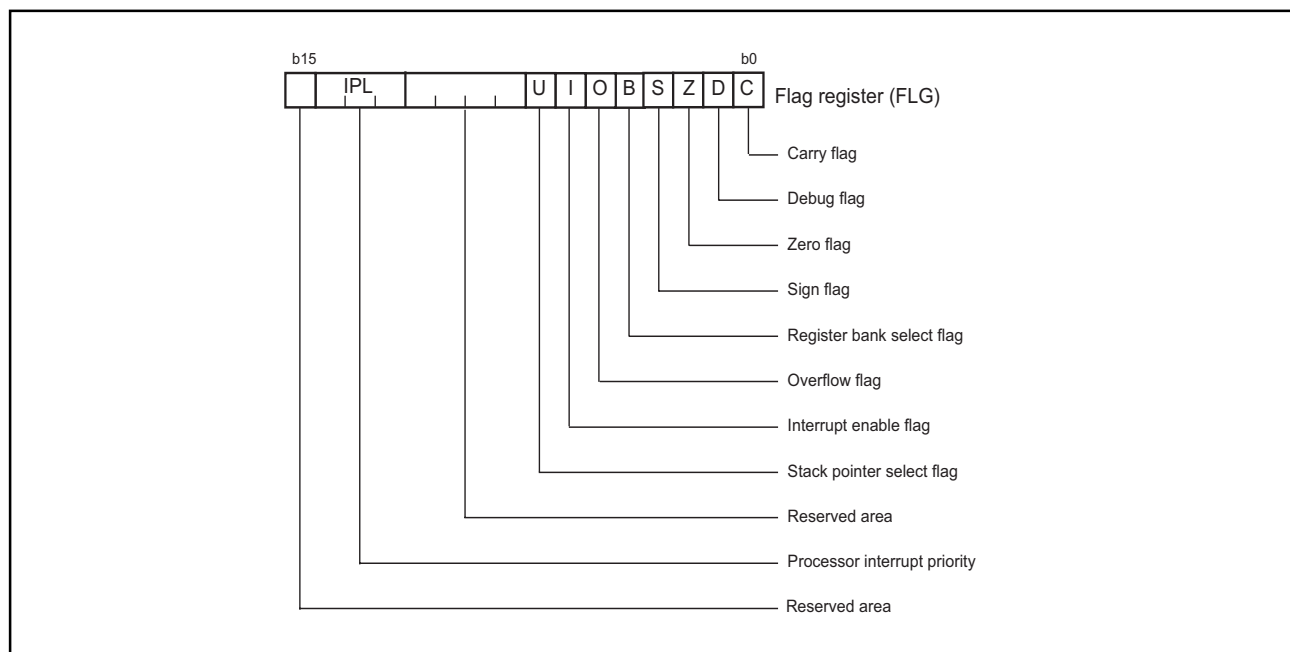 b15 b0
IPL U I O B S Z D C Flag register (FLG)
Carry flag
Debug flag
Zero flag
Sign flag
Register bank select flag
Overflow flag
Interrupt enable flag
Stack pointer select flag
Reserved area
Processor interrupt priority
Reserved area